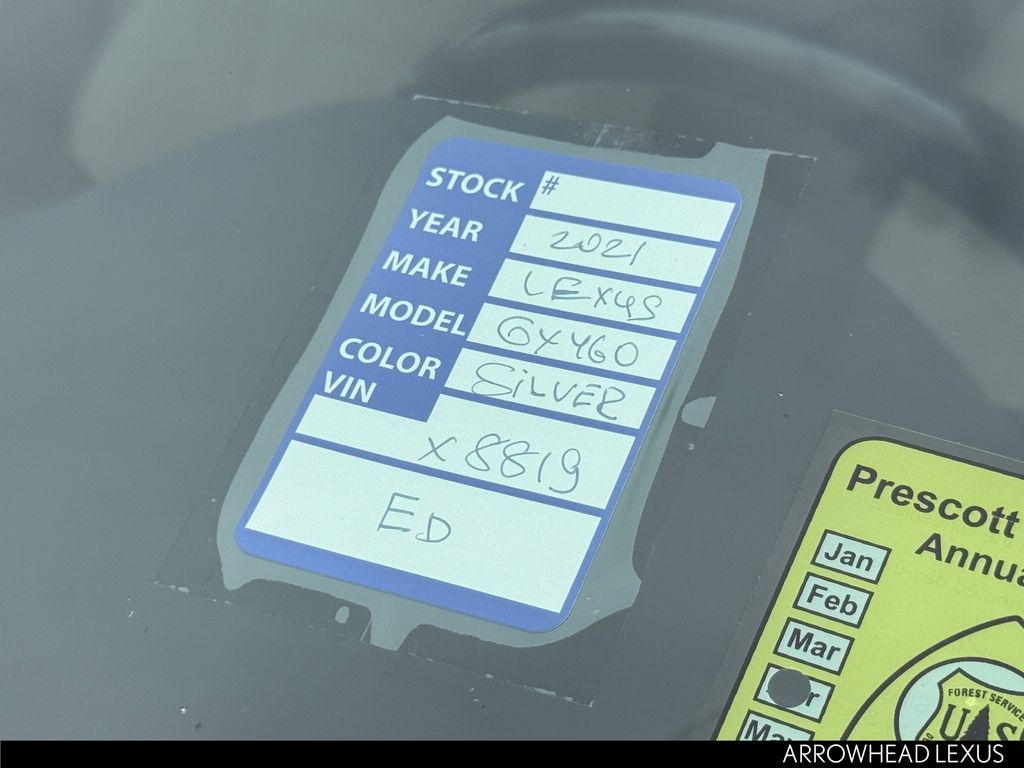 STOCK #
YEAR 2021
MAKE LEXUS
MODEL GX460
COLOR SILVER
VIN
X8819
ED
Prescott
Annua
Jan
Feb
Mar
FOREST SERVICE
UAS
ARROWHEAD LEXUS